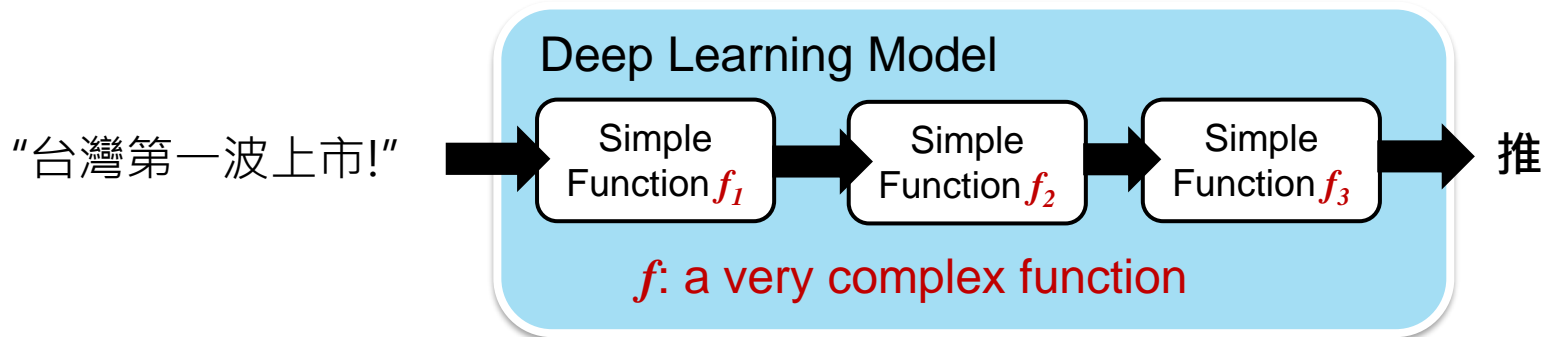 Deep Learning Model
“台灣第一波上市!”
Simple
Function f1
Simple
Function f2
Simple
Function f3
推
f: a very complex function